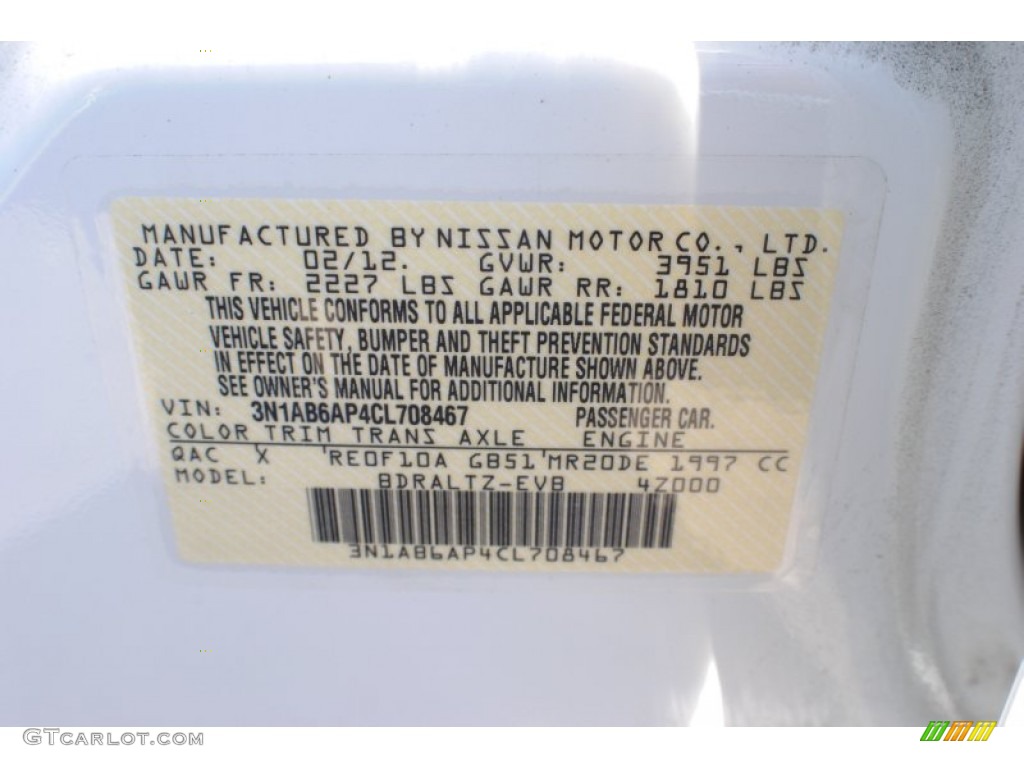 MANUFACTURED BY NISSAN MOTOR CO., LTD.
DATE: 02/12. GVWR: 3951 LBS
GAWR FR: 2227 LBS GAWR RR: 1810 LBS
THIS VEHICLE CONFORMS TO ALL APPLICABLE FEDERAL MOTOR
VEHICLE SAFETY, BUMPER AND THEFT PREVENTION STANDARDS
IN EFFECT ON THE DATE OF MANUFACTURE SHOWN ABOVE.
SEE OWNER'S MANUAL FOR ADDITIONAL INFORMATION.
VIN: 3N1AB6AP4CL708467 PASSENGER CAR.
COLOR TRIM TRANS AXLE ENGINE
QAC X 'RE0F10A GB51'MR20DE 1997 CC
MODEL: BDRALTZ-EVB 4Z000
3N1AB6AP4CL708467
GTCARLOT.COM